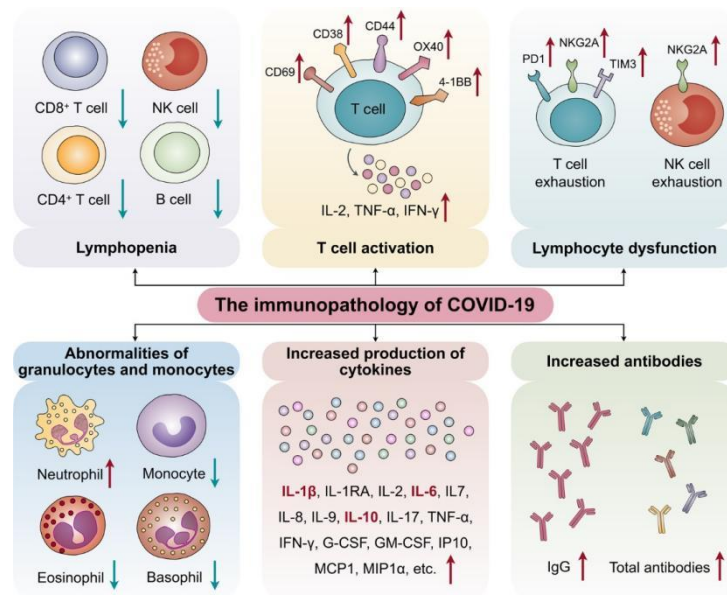 CD8⁺ T cell
NK cell
CD4⁺ T cell
B cell
Lymphopenia
CD69
CD38
CD44
OX40
4-1BB
T cell
IL-2, TNF-α, IFN-γ
T cell activation
PD1
NKG2A
TIM3
NKG2A
T cell
exhaustion
NK cell
exhaustion
Lymphocyte dysfunction
The immunopathology of COVID-19
Abnormalities of
granulocytes and monocytes
Neutrophil
Monocyte
Eosinophil
Basophil
Increased production of
cytokines
IL-1β, IL-1RA, IL-2, IL-6, IL7,
IL-8, IL-9, IL-10, IL-17, TNF-α,
IFN-γ, G-CSF, GM-CSF, IP10,
MCP1, MIP1α, etc.
Increased antibodies
IgG
Total antibodies